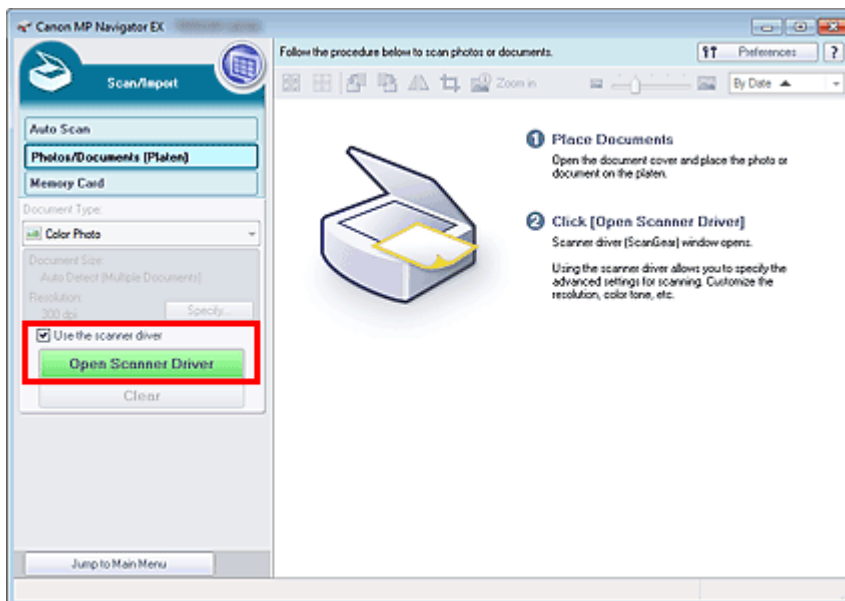 Canon MP Navigator EX
Scan/Import
Auto Scan
Photos/Documents (Platen)
Memory Card
Document Type:
Color Photo
Document Size:
Auto Detect (Multiple Documents)
Resolution:
300 dpi
Specify...
Use the scanner driver
Open Scanner Driver
Clear
Jump to Main Menu
Follow the procedure below to scan photos or documents.
Preferences
?
Zoom in
By Date
1 Place Documents
Open the document cover and place the photo or
document on the platen.
2 Click [Open Scanner Driver]
Scanner driver (ScanGear) window opens.
Using the scanner driver allows you to specify the
advanced settings for scanning. Customize the
resolution, color tone, etc.